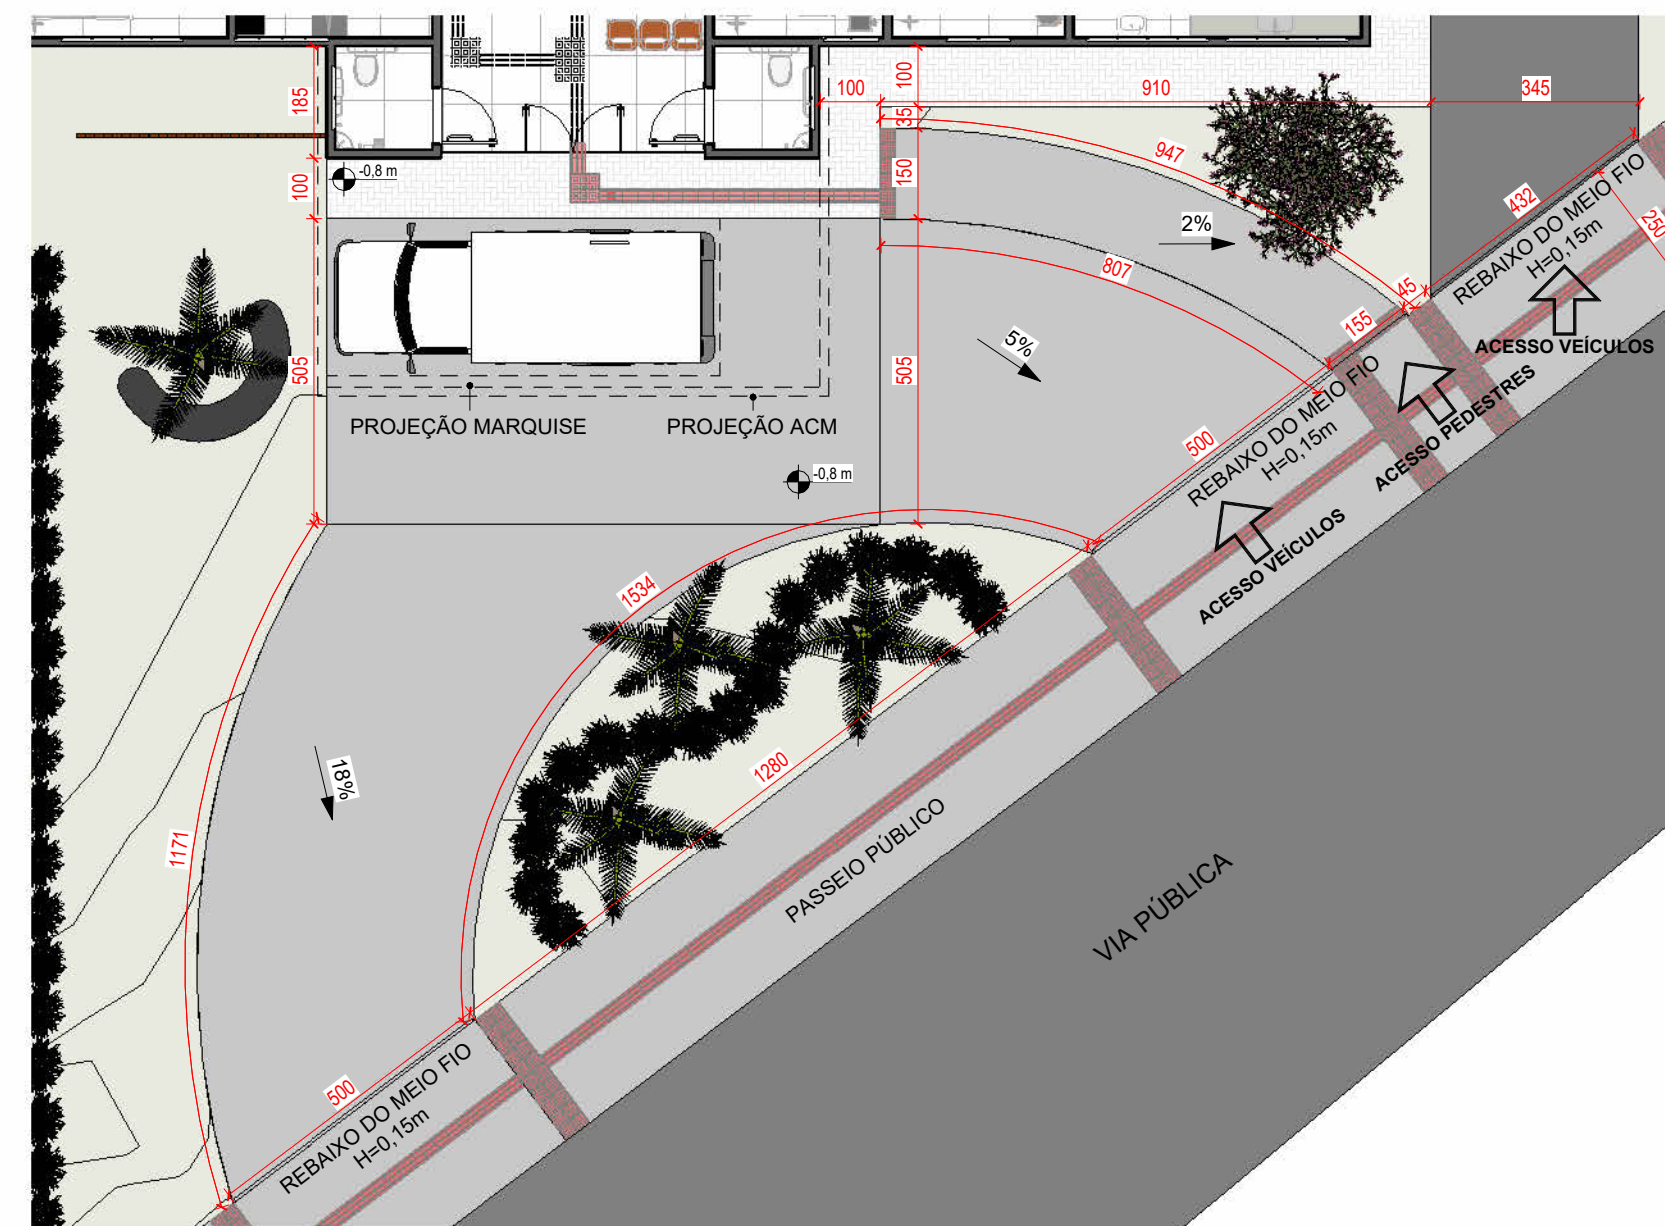 185
100
505
-0,8 m
100
100
35
150
910
345
947
2%
432
250
REBAIXO DO MEIO FIO
H=0,15m
ACESSO VEÍCULOS
807
45
155
5%
505
PROJEÇÃO MARQUISE
PROJEÇÃO ACM
-0,8 m
500
REBAIXO DO MEIO FIO
H=0,15m
ACESSO PEDESTRES
ACESSO VEÍCULOS
1534
1280
18%
1171
PASSEIO PÚBLICO
VIA PÚBLICA
500
REBAIXO DO MEIO FIO
H=0,15m